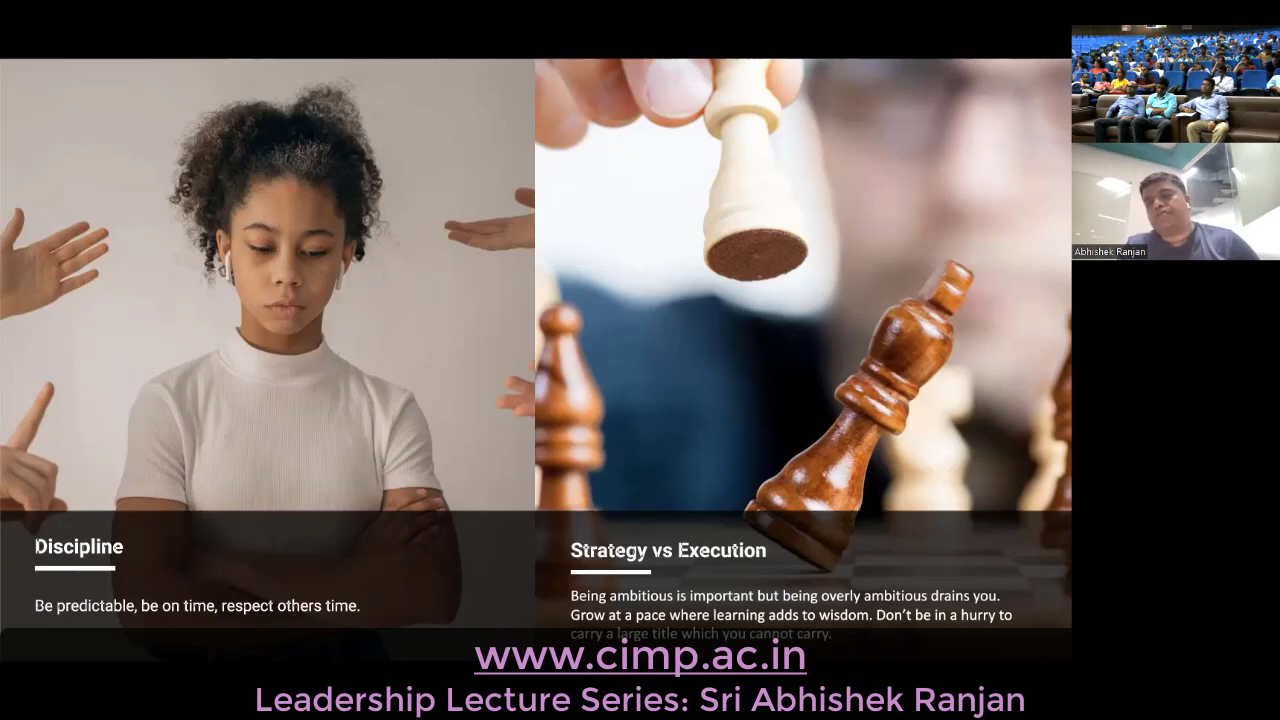 Discipline
Be predictable, be on time, respect others time.
Strategy vs Execution
Being ambitious is important but being overly ambitious drains you.
Grow at a pace where learning adds to wisdom. Don't be in a hurry to
carry a large title which you cannot carry.
Abhishek Ranjan
www.cimp.ac.in
Leadership Lecture Series: Sri Abhishek Ranjan